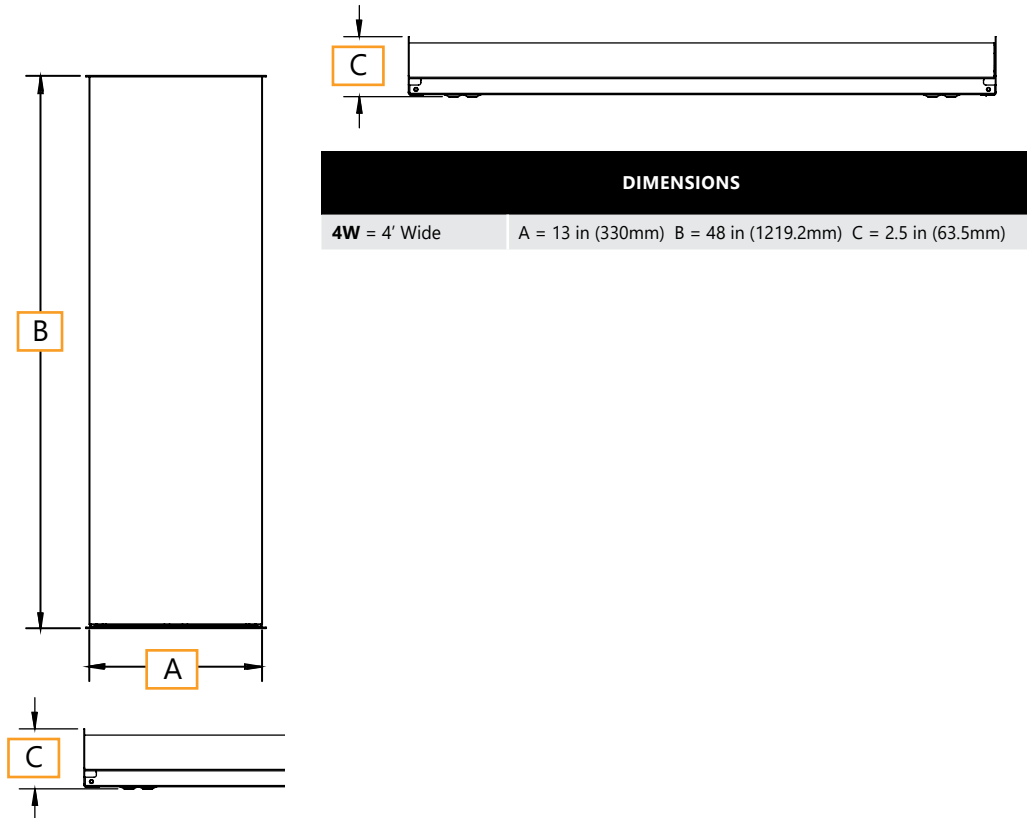 C
DIMENSIONS
4W = 4’ Wide A = 13 in (330mm) B = 48 in (1219.2mm) C = 2.5 in (63.5mm)
B
A
C